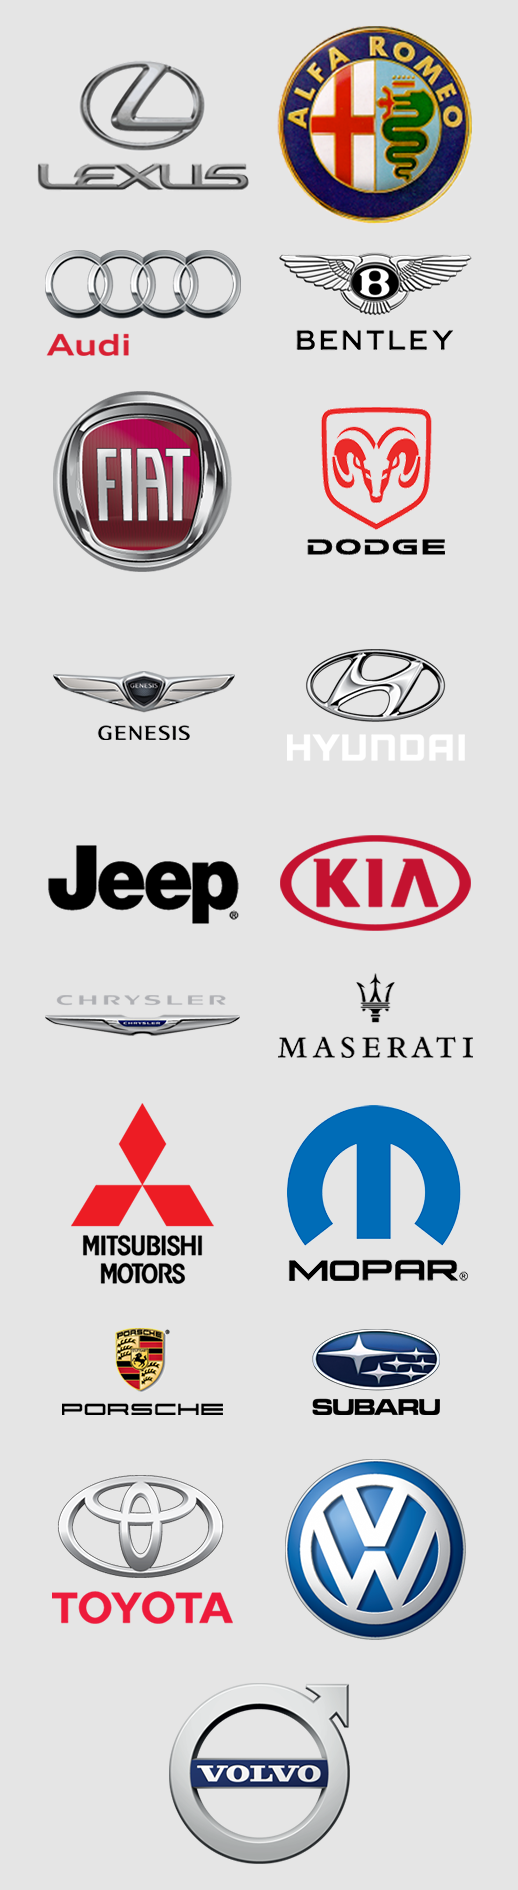 LEXUS
ALFA ROMEO
Audi
B
BENTLEY
FIAT
DODGE
GENESIS
GENESIS
HYUNDAI
Jeep®
KIA
CHRYSLER
CHRYSLER
MASERATI
MITSUBISHI
MOTORS
MOPAR®
PORSCHE®
PORSCHE
SUBARU
TOYOTA
VW
VOLVO